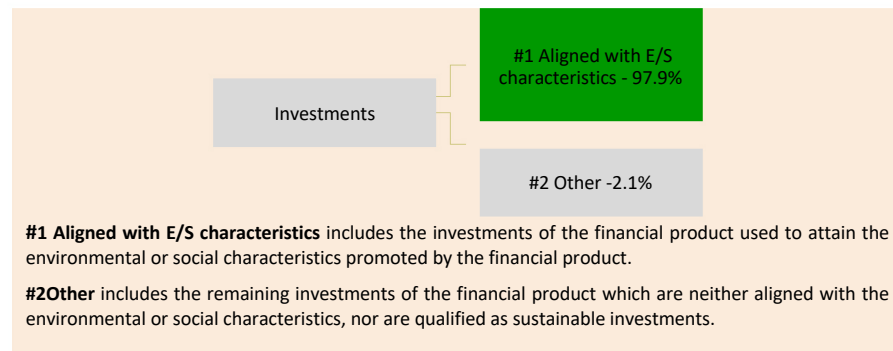 #1 Aligned with E/S
characteristics - 97.9%
Investments
#2 Other -2.1%
#1 Aligned with E/S characteristics includes the investments of the financial product used to attain the
environmental or social characteristics promoted by the financial product.
#2Other includes the remaining investments of the financial product which are neither aligned with the
environmental or social characteristics, nor are qualified as sustainable investments.